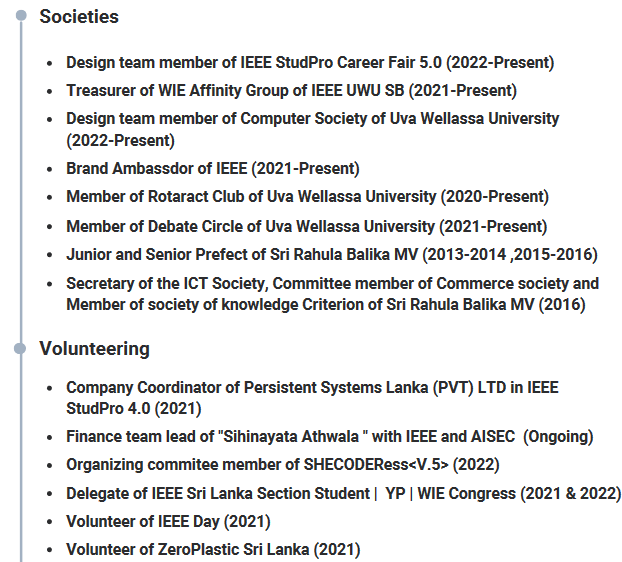 Societies
• Design team member of IEEE StudPro Career Fair 5.0 (2022-Present)
• Treasurer of WIE Affinity Group of IEEE UWU SB (2021-Present)
• Design team member of Computer Society of Uva Wellassa University
(2022-Present)
• Brand Ambassdor of IEEE (2021-Present)
• Member of Rotaract Club of Uva Wellassa University (2020-Present)
• Member of Debate Circle of Uva Wellassa University (2021-Present)
• Junior and Senior Prefect of Sri Rahula Balika MV (2013-2014 ,2015-2016)
• Secretary of the ICT Society, Committee member of Commerce society and
Member of society of knowledge Criterion of Sri Rahula Balika MV (2016)
Volunteering
• Company Coordinator of Persistent Systems Lanka (PVT) LTD in IEEE
StudPro 4.0 (2021)
• Finance team lead of "Sihinayata Athwala " with IEEE and AISEC  (Ongoing)
• Organizing commitee member of SHECODERess<V.5> (2022)
• Delegate of IEEE Sri Lanka Section Student |  YP | WIE Congress (2021 & 2022)
• Volunteer of IEEE Day (2021)
• Volunteer of ZeroPlastic Sri Lanka (2021)